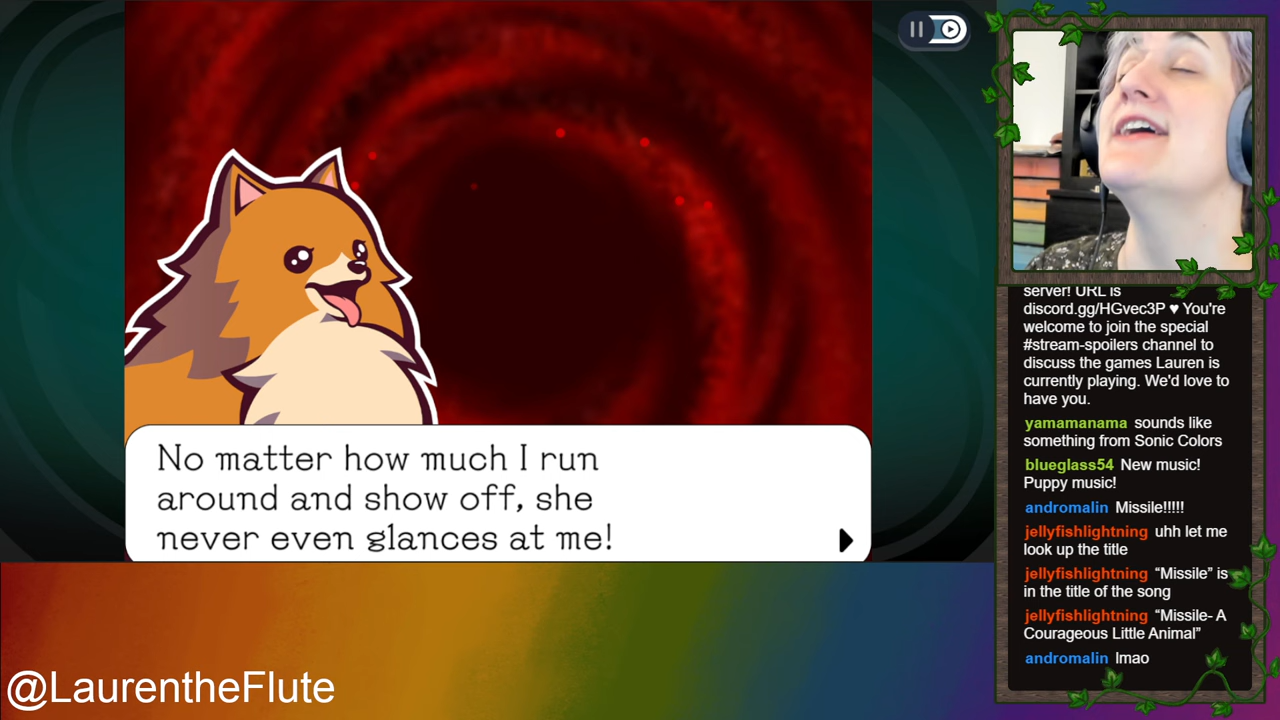 No matter how much I run
around and show off, she
never even glances at me!
@LaurentheFlute
server! URL is
discord.gg/HGvec3P ♥ You're
welcome to join the special
#stream-spoilers channel to
discuss the games Lauren is
currently playing. We'd love to
have you.
yamamanama sounds like
something from Sonic Colors
blueglass54 New music!
Puppy music!
andromalin Missile!!!!!
jellyfishlightning uhh let me
look up the title
jellyfishlightning “Missile” is
in the title of the song
jellyfishlightning “Missile- A
Courageous Little Animal”
andromalin lmao